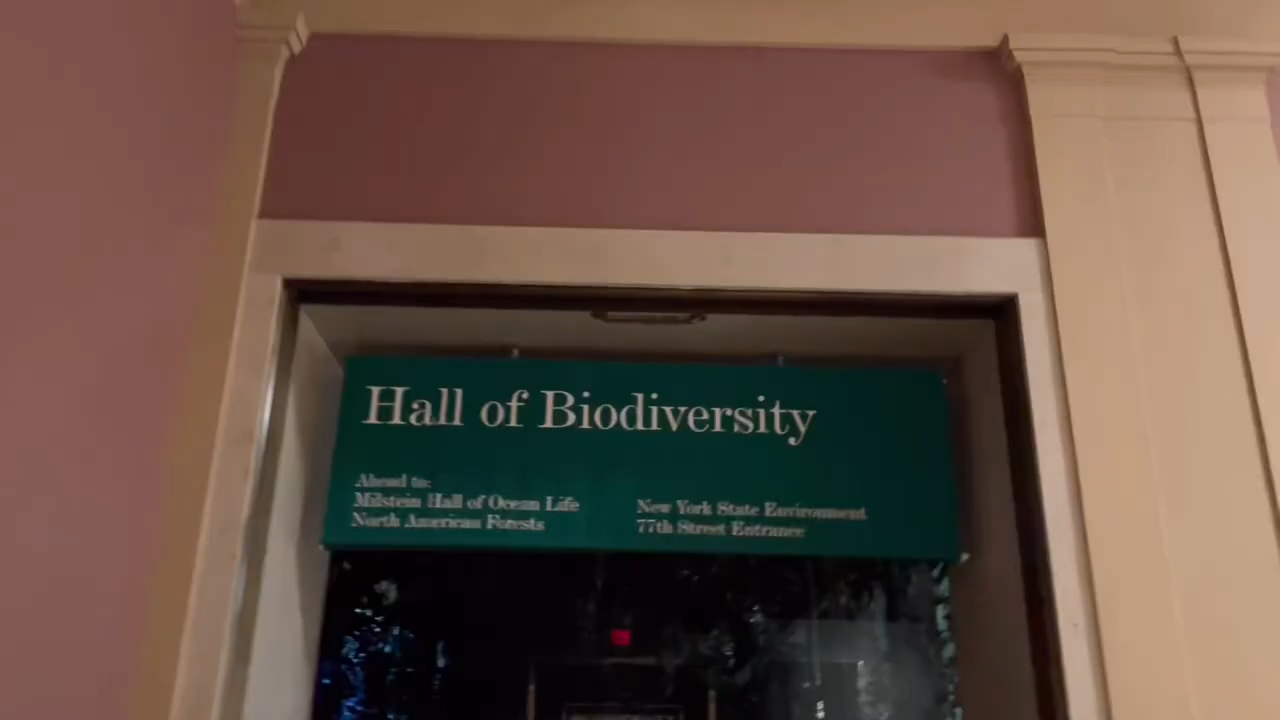 Hall of Biodiversity
Ahead to:
Milstein Hall of Ocean Life
North American Forests
New York State Environment
77th Street Entrance